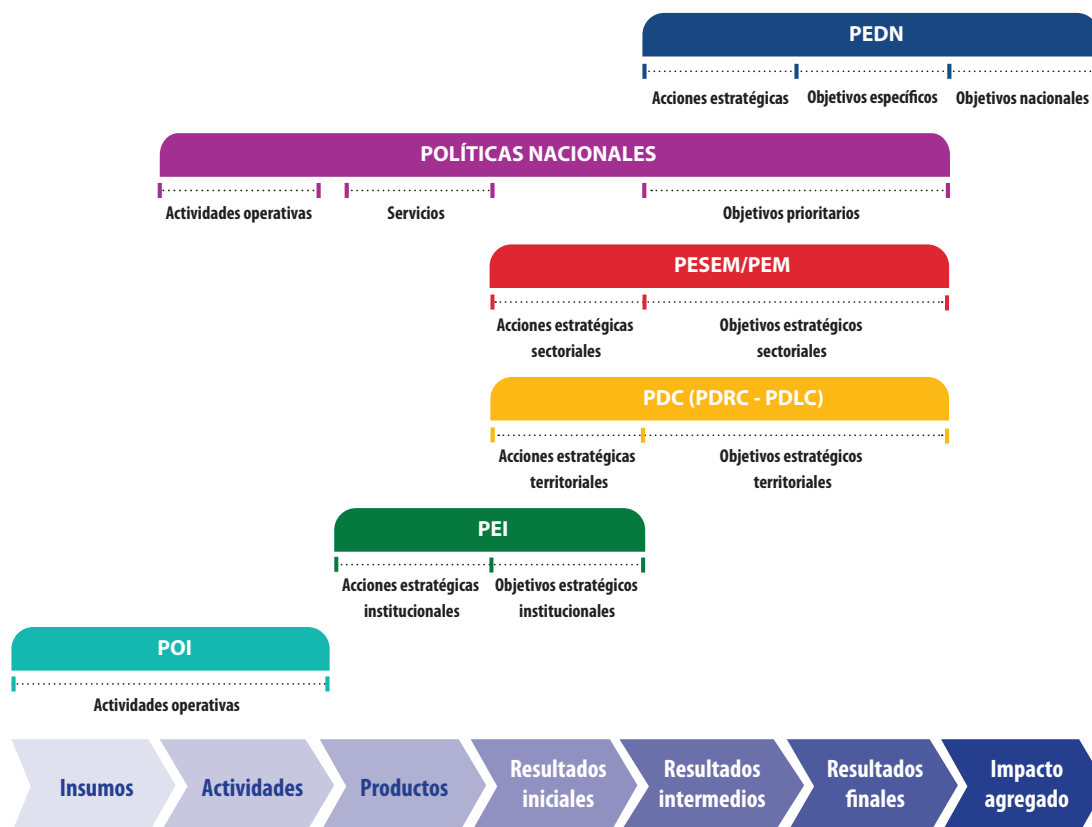 PEDN
Acciones estratégicas
Objetivos específicos
Objetivos nacionales
POLÍTICAS NACIONALES
Actividades operativas
Servicios
Objetivos prioritarios
PESEM/PEM
Acciones estratégicas
sectoriales
Objetivos estratégicos
sectoriales
PDC (PDRC - PDLC)
Acciones estratégicas
territoriales
Objetivos estratégicos
territoriales
PEI
Acciones estratégicas
institucionales
Objetivos estratégicos
institucionales
POI
Actividades operativas
Insumos
Actividades
Productos
Resultados
iniciales
Resultados
intermedios
Resultados
finales
Impacto
agregado